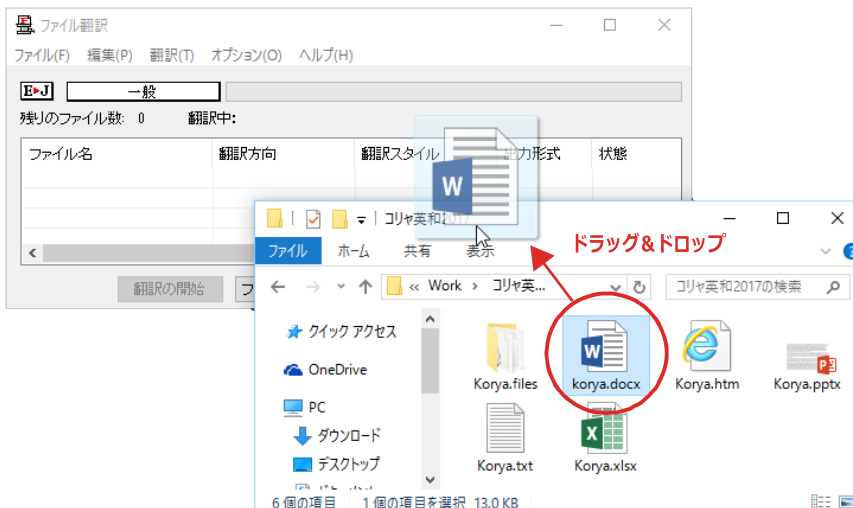 ファイル翻訳
ファイル(F) 編集(P) 翻訳(T) オプション(O) ヘルプ(H)
E▸J 一般
残りのファイル数: 0 翻訳中:
ファイル名 翻訳方向 翻訳スタイル 出力形式 状態
W
コリャ英和2017
ドラッグ&ドロップ
ファイル ホーム 共有 表示
翻訳の開始 フ
« Work › コリャ英... コリャ英和2017の検索
クイック アクセス
OneDrive
PC
ダウンロード
デスクトップ
Korya.files korya.docx Korya.htm Korya.pptx
Korya.txt Korya.xlsx
6 個の項目 1 個の項目を選択 13.0 KB